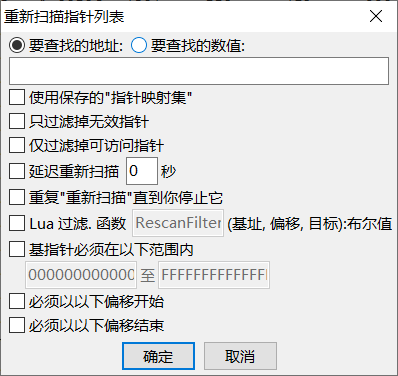 重新扫描指针列表
要查找的地址: 要查找的数值:
使用保存的"指针映射集"
只过滤掉无效指针
仅过滤掉可访问指针
延迟重新扫描 0 秒
重复"重新扫描"直到你停止它
Lua 过滤. 函数 RescanFilter (基址, 偏移, 目标):布尔值
基指针必须在以下范围内
000000000000 至 FFFFFFFFFFFFF
必须以以下偏移开始
必须以以下偏移结束
确定 取消